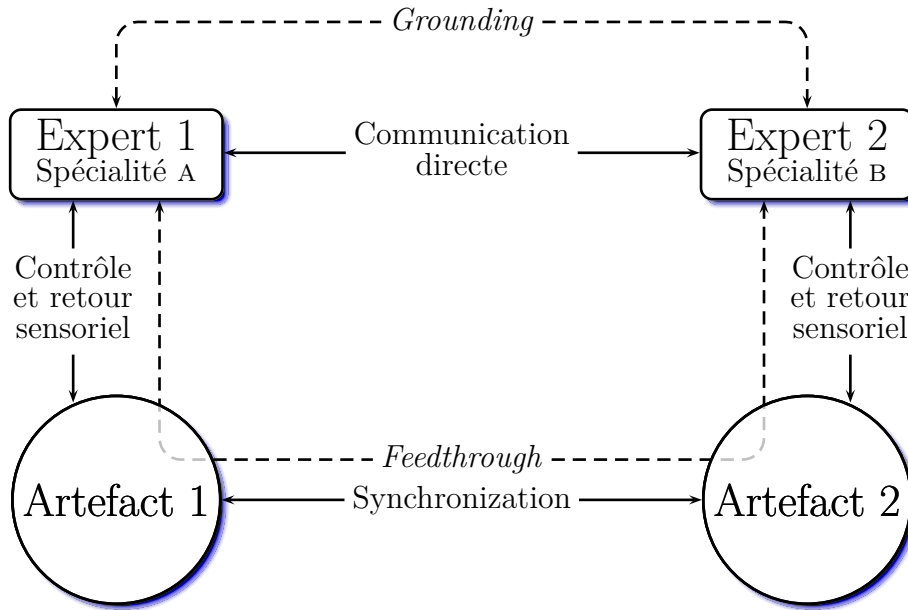 Grounding
Expert 1
Spécialité A
Communication
directe
Expert 2
Spécialité B
Contrôle
et retour
sensoriel
Contrôle
et retour
sensoriel
Feedthrough
Artefact 1
Synchronization
Artefact 2